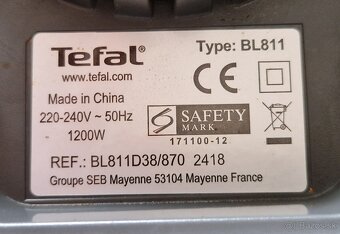 Tefal®
Type: BL811
www.tefal.com
CE
Made in China
220-240V ~ 50Hz
1200W
S SAFETY
MARK
171100-12
REF.: BL811D38/870 2418
Groupe SEB Mayenne 53104 Mayenne France